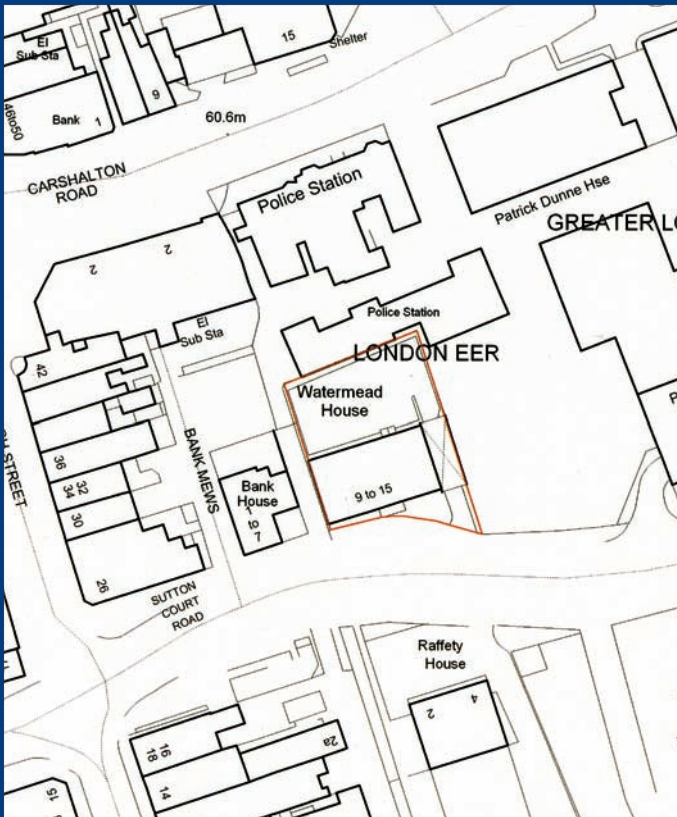 El
Sub Sta
15
Shelter
46to50
Bank
1
9
60.6m
CARSHALTON
ROAD
Police Station
Patrick Dunne Hse
GREATER LO
2
2
El
Sub Sta
Police Station
LONDON EER
42
Watermead
House
36
32
34
30
26
BANK MEWS
STREET
Bank
House
1
to
7
9 to 15
SUTTON
COURT
ROAD
Raffety
House
2
4
16
18
2a
14
15